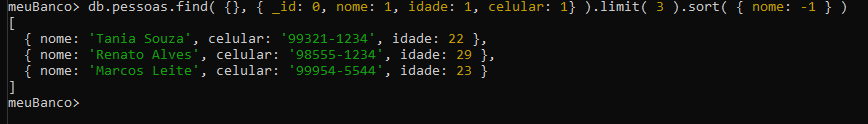 meuBanco> db.pessoas.find( {}, { _id: 0, nome: 1, idade: 1, celular: 1} ).limit( 3 ).sort( { nome: -1 } )
[
  { nome: 'Tania Souza', celular: '99321-1234', idade: 22 },
  { nome: 'Renato Alves', celular: '98555-1234', idade: 29 },
  { nome: 'Marcos Leite', celular: '99954-5544', idade: 23 }
]
meuBanco>